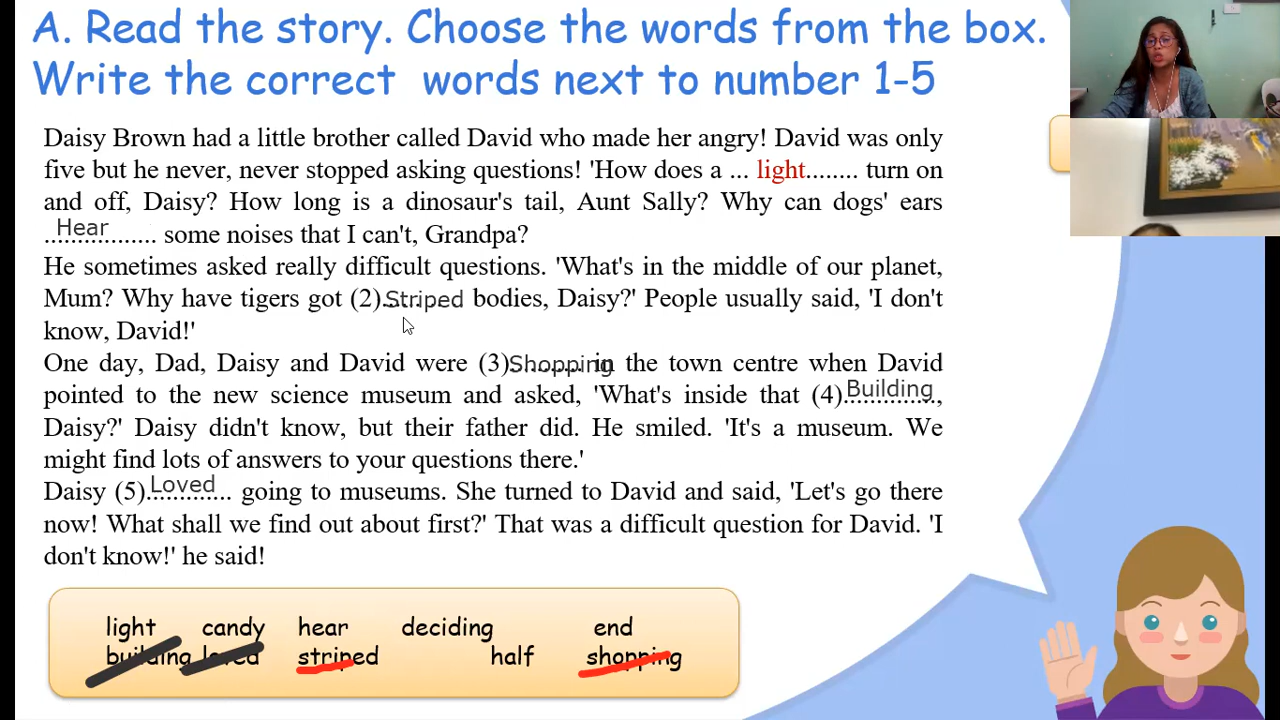 A. Read the story. Choose the words from the box.
Write the correct words next to number 1-5
Daisy Brown had a little brother called David who made her angry! David was only
five but he never, never stopped asking questions! 'How does a ... light........ turn on
and off, Daisy? How long is a dinosaur's tail, Aunt Sally? Why can dogs' ears
Hear .................. some noises that I can't, Grandpa?
He sometimes asked really difficult questions. 'What's in the middle of our planet,
Mum? Why have tigers got (2)......Striped bodies, Daisy?' People usually said, 'I don't
know, David!'
One day, Dad, Daisy and David were (3)...........Shopping in the town centre when David
pointed to the new science museum and asked, 'What's inside that (4)..............Building,
Daisy?' Daisy didn't know, but their father did. He smiled. 'It's a museum. We
might find lots of answers to your questions there.'
Daisy (5).............Loved going to museums. She turned to David and said, 'Let's go there
now! What shall we find out about first?' That was a difficult question for David. 'I
don't know!' he said!
light candy hear deciding end
building loved striped half shopping